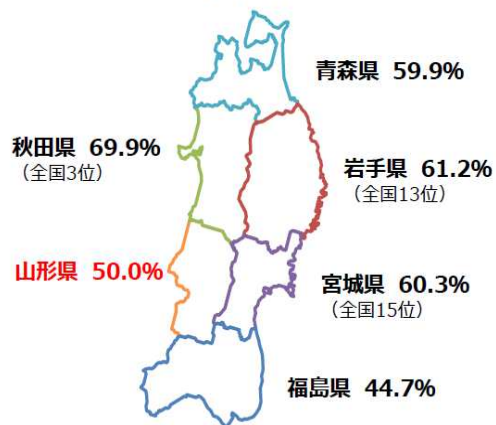 青森県 59.9%
秋田県 69.9%
（全国3位）
岩手県 61.2%
（全国13位）
山形県 50.0%
宮城県 60.3%
（全国15位）
福島県 44.7%